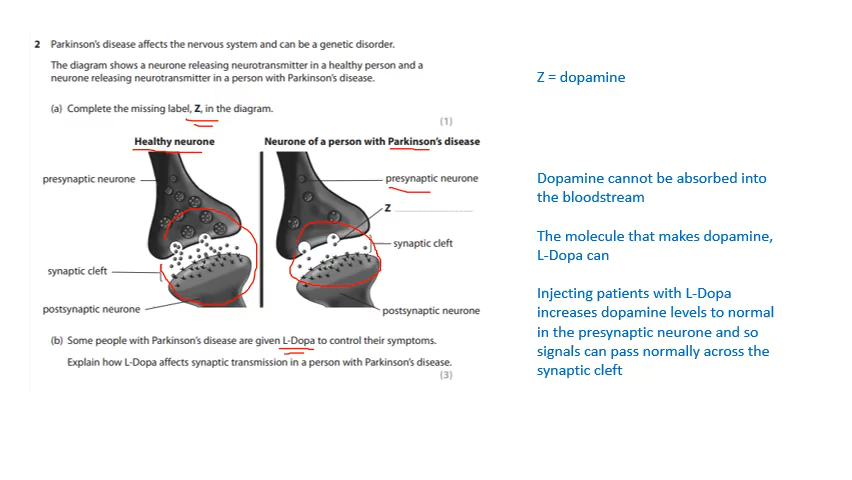 2 Parkinson's disease affects the nervous system and can be a genetic disorder.
The diagram shows a neurone releasing neurotransmitter in a healthy person and a
neurone releasing neurotransmitter in a person with Parkinson's disease.
(a) Complete the missing label, Z, in the diagram.
(1)
Healthy neurone
Neurone of a person with Parkinson's disease
presynaptic neurone
synaptic cleft
postsynaptic neurone
presynaptic neurone
Z
synaptic cleft
postsynaptic neurone
(b) Some people with Parkinson's disease are given L-Dopa to control their symptoms.
Explain how L-Dopa affects synaptic transmission in a person with Parkinson's disease.
(3)
Z = dopamine
Dopamine cannot be absorbed into
the bloodstream
The molecule that makes dopamine,
L-Dopa can
Injecting patients with L-Dopa
increases dopamine levels to normal
in the presynaptic neurone and so
signals can pass normally across the
synaptic cleft